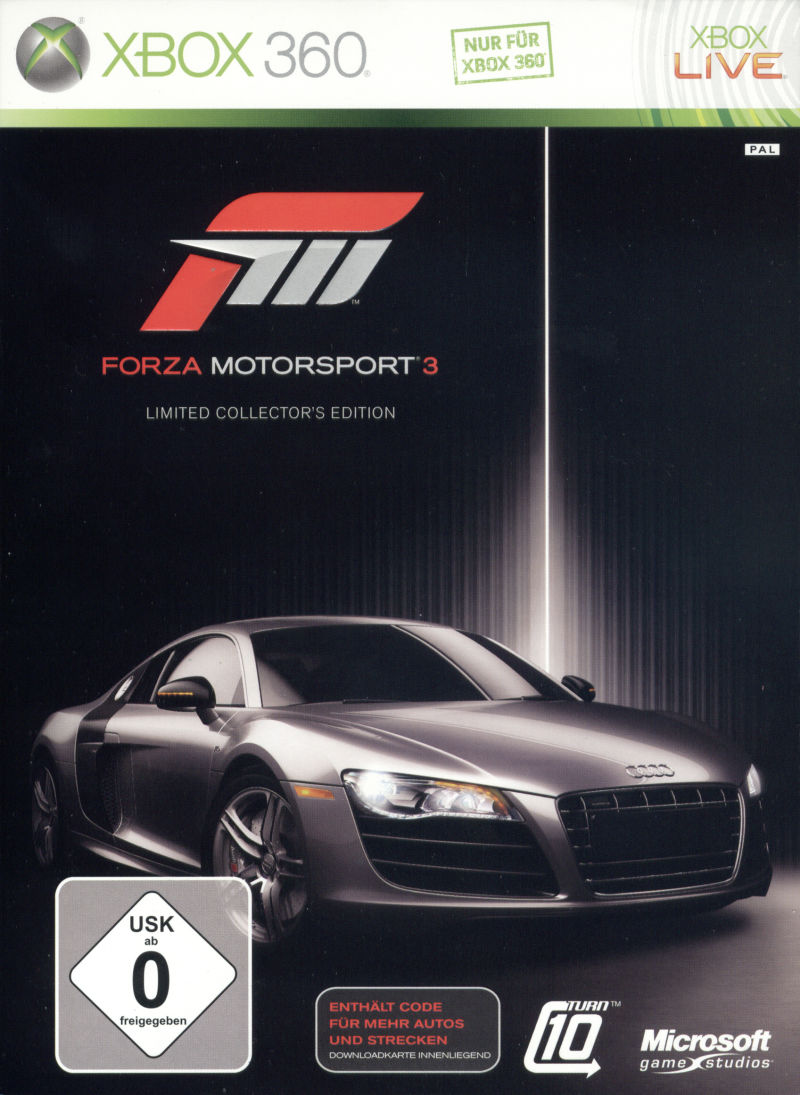 XBOX 360
NUR FÜR
XBOX 360
XBOX
LIVE
PAL
FORZA MOTORSPORT 3
LIMITED COLLECTOR'S EDITION
USK
ab
0
freigegeben
ENTHÄLT CODE
FÜR MEHR AUTOS
UND STRECKEN
DOWNLOADKARTE INNENLIEGEND
TURN™
10
Microsoft
game studios